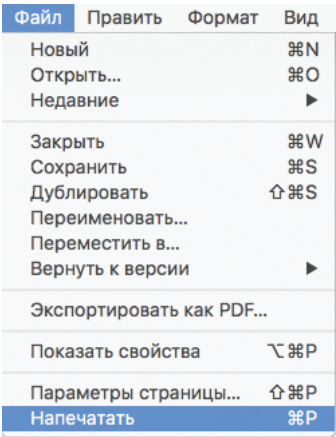 Файл Править Формат Вид
Новый ⌘N
Открыть... ⌘O
Недавние ▶
Закрыть ⌘W
Сохранить ⌘S
Дублировать ⇧⌘S
Переименовать...
Переместить в...
Вернуть к версии ▶
Экспортировать как PDF...
Показать свойства ⌥⌘P
Параметры страницы... ⇧⌘P
Напечатать ⌘P